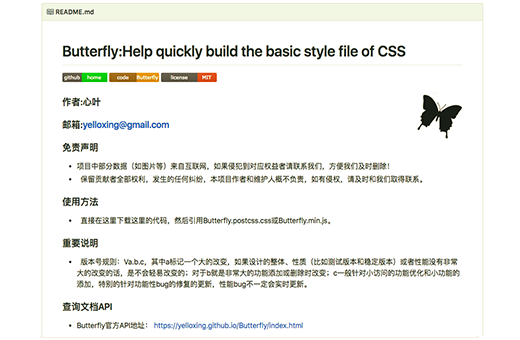 README.md
Butterfly:Help quickly build the basic style file of CSS
github home code Butterfly license MIT
作者:心叶
邮箱:yelloxing@gmail.com
免责声明
项目中部分数据（如图片等）来自互联网，如果侵犯到对应权益者请联系我们，方便我们及时删除！
保留贡献者全部权利，发生的任何纠纷，本项目作者和维护人概不负责，如有侵权，请及时和我们取得联系。
使用方法
直接在这里下载这里的代码，然后引用Butterfly.postcss.css或Butterfly.min.js。
重要说明
版本号规则：Va.b.c，其中a标记一个大的改变，如果设计的整体、性质（比如测试版本和稳定版本）或者性能没有非常
大的改变的话，是不会轻易改变的；对于b就是非常大的功能添加或删除时改变；c一般针对小访问的功能优化和小功能的
添加，特别的针对功能性bug的修复的更新，性能bug不一定会实时更新。
查询文档API
Butterfly官方API地址： https://yelloxing.github.io/Butterfly/index.html